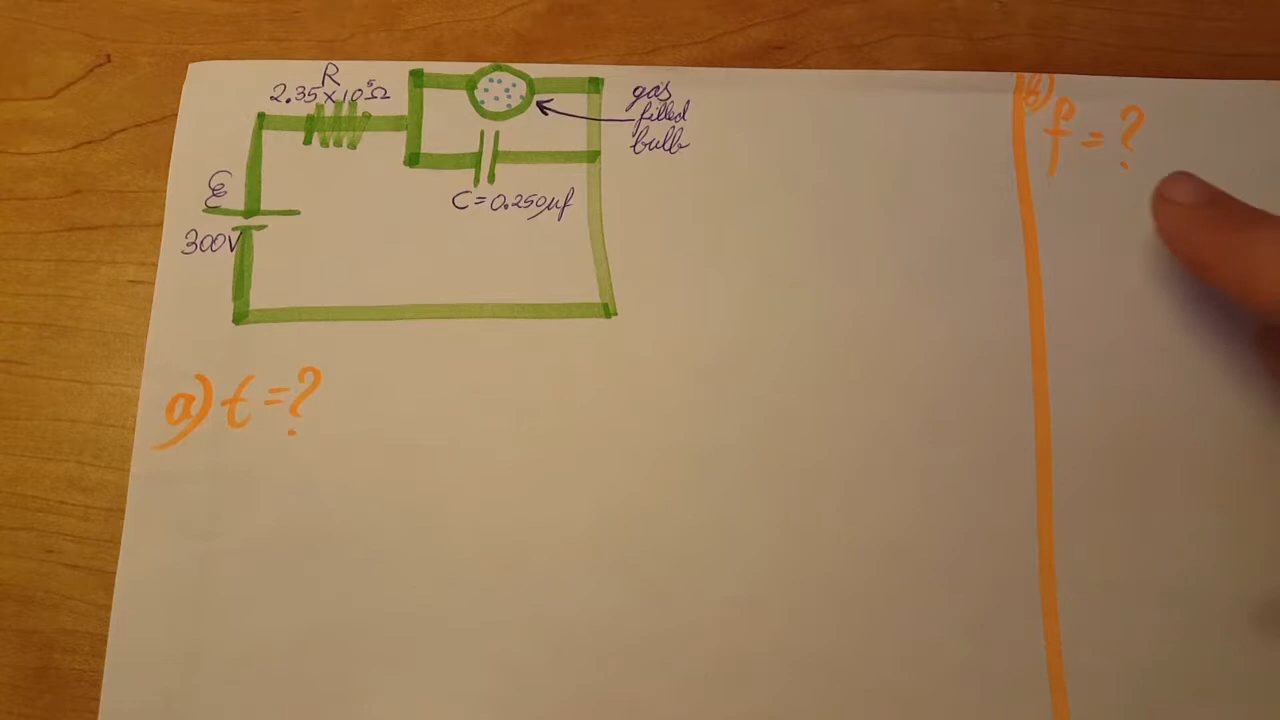 R
2.35×10⁵Ω
gas
filled
bulb
ℰ
300V
C=0.250μf
a) t=?
b)
f=?